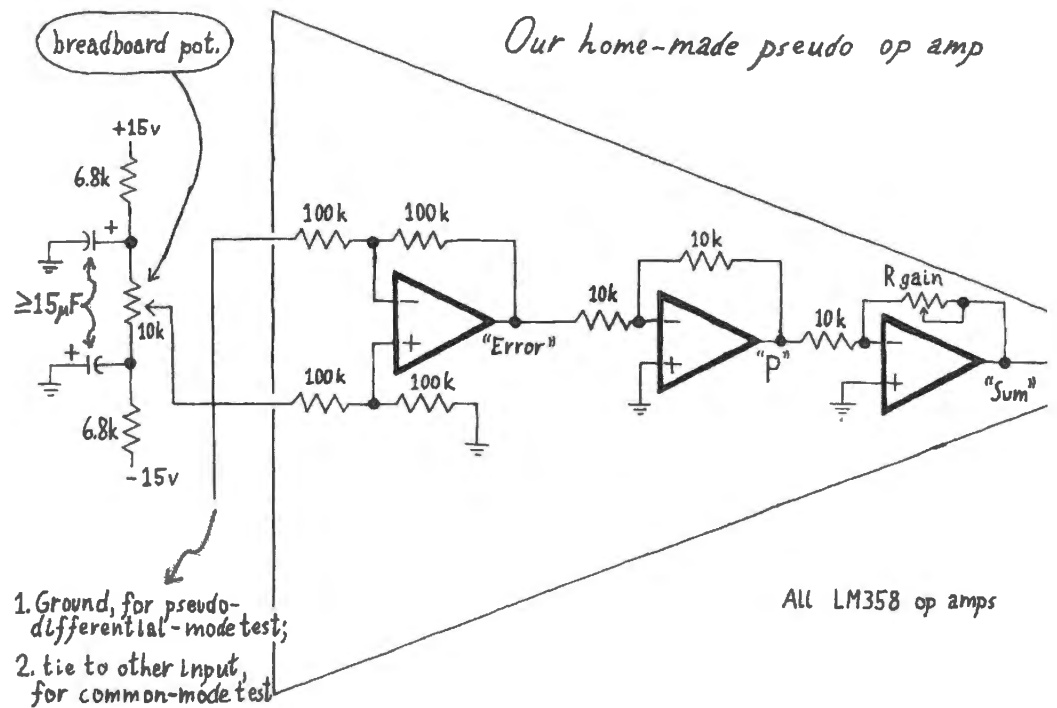 Our home-made pseudo op amp
breadboard pot.
+15v
6.8k
+
≥15µF
10k
+
6.8k
-15v
100k
100k
-
+
"Error"
100k
100k
10k
10k
-
+
"P"
10k
Rgain
-
+
"Sum"
1. Ground, for pseudo-
differential-mode test;
2. tie to other input,
for common-mode test
All LM358 op amps